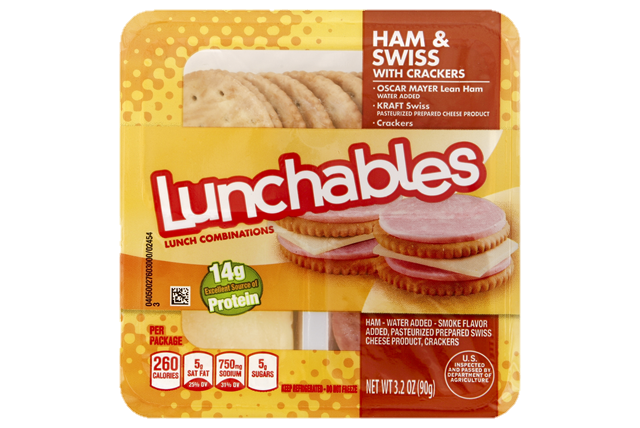 HAM &
SWISS
WITH CRACKERS
· OSCAR MAYER Lean Ham
WATER ADDED
· KRAFT Swiss
PASTEURIZED PREPARED CHEESE PRODUCT
· Crackers
Lunchables
LUNCH COMBINATIONS
14g
Excellent Source of
Protein
3
PER
PACKAGE
260
CALORIES
5g
SAT FAT
25% DV
750mg
SODIUM
31% DV
5g
SUGARS
KEEP REFRIGERATED - DO NOT FREEZE
HAM - WATER ADDED - SMOKE FLAVOR
ADDED, PASTEURIZED PREPARED SWISS
CHEESE PRODUCT, CRACKERS
NET WT 3.2 OZ (90g)
U.S.
INSPECTED
AND PASSED BY
DEPARTMENT OF
AGRICULTURE